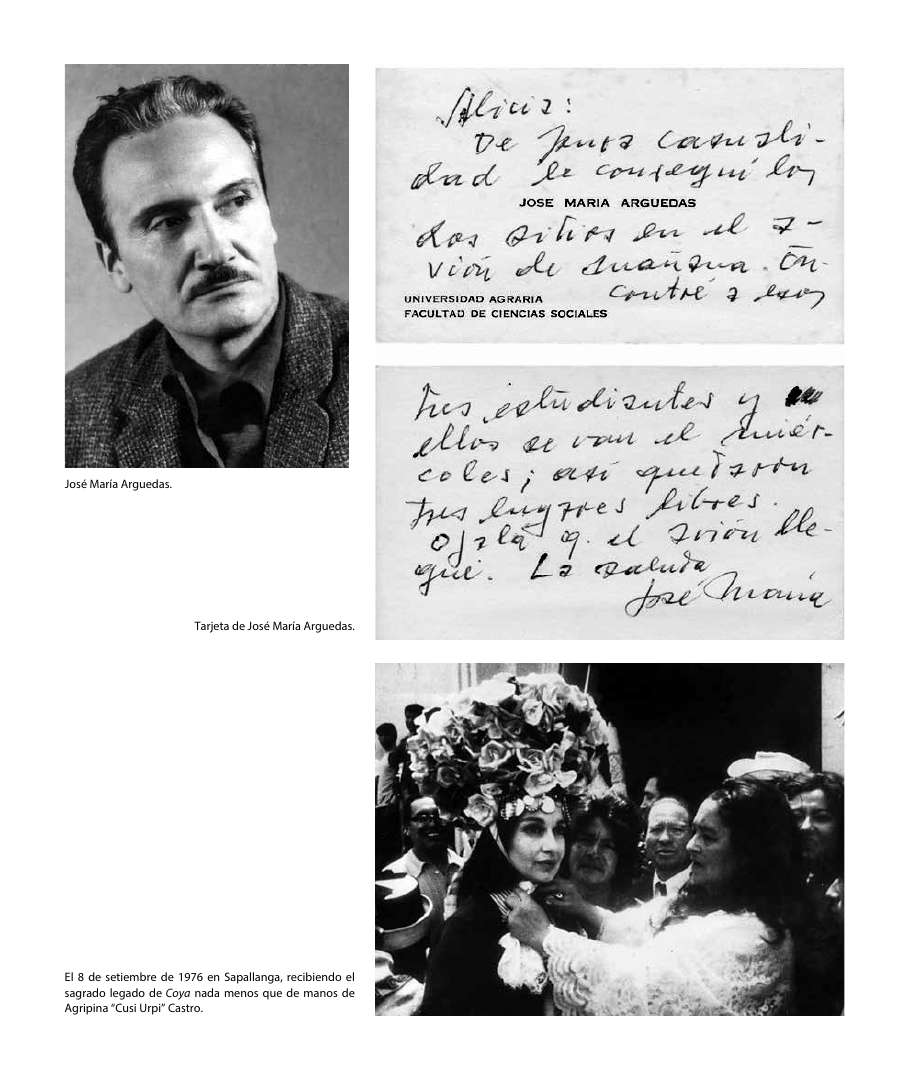 Alicia:
De pura casuali-
dad le conseguí los
JOSE MARIA ARGUEDAS
dos sitios en el a-
vión de mañana. En-
contré a esos
UNIVERSIDAD AGRARIA
FACULTAD DE CIENCIAS SOCIALES
tres estudiantes y
ellos se van el miér-
coles; así quedaron
tres lugares libres.
Ojalá q. el avión lle-
gue. La saluda
José María
José María Arguedas.
Tarjeta de José María Arguedas.
El 8 de setiembre de 1976 en Sapallanga, recibiendo el
sagrado legado de Coya nada menos que de manos de
Agripina “Cusi Urpi” Castro.